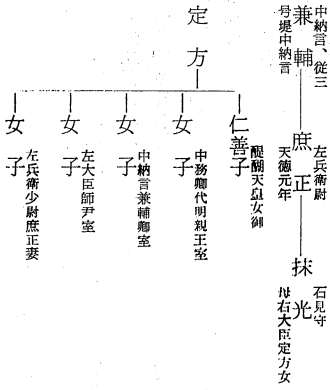 中納言、従三
兼輔
号堤中納言
左兵衛尉
庶正
天徳元年
石見守
抹光
母右大臣定方女
定方
仁善子
醍醐天皇女御
女子
中務卿代明親王室
女子
中納言兼輔卿室
女子
左大臣師尹室
女子
左兵衛少尉庶正妻